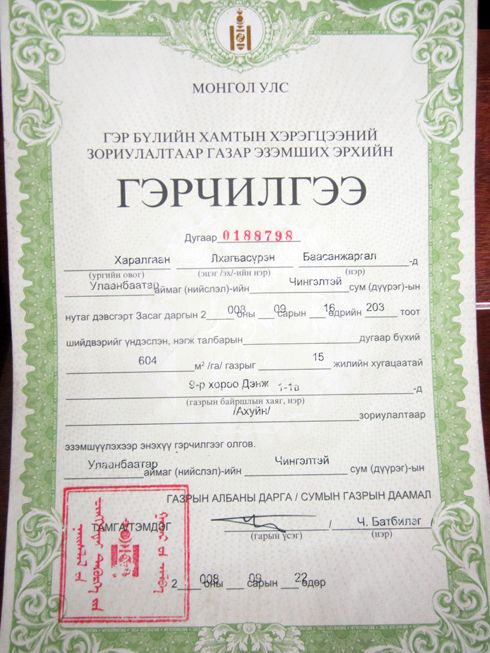 МОНГОЛ УЛС
ГЭР БҮЛИЙН ХАМТЫН ХЭРЭГЦЭЭНИЙ
ЗОРИУЛАЛТААР ГАЗАР ЭЗЭМШИХ ЭРХИЙН
ГЭРЧИЛГЭЭ
Дугаар 0188798
Харалгаан Лхагвасүрэн Баасанжаргал -д
(ургийн овог) (эцэг /эх/-ийн нэр) (нэр)
Улаанбаатар аймаг (нийслэл)-ийн Чингэлтэй сум (дүүрэг)-ын
нутаг дэвсгэрт Засаг даргын 2 008 оны 09 сарын 16 өдрийн 203 тоот
шийдвэрийг үндэслэн, нэгж талбарын дугаар бүхий
604 м² /га/ газрыг 15 жилийн хугацаатай
9-р хороо Дэнж 1-1в -д
(газрын байршлын хаяг, нэр)
/Ахуйн/ зориулалтаар
эзэмшүүлэхээр энэхүү гэрчилгээг олгов.
Улаанбаатар аймаг (нийслэл)-ийн Чингэлтэй сум (дүүрэг)-ын
ГАЗРЫН АЛБАНЫ ДАРГА / СУМЫН ГАЗРЫН ДААМАЛ
ТАМГА/ТЭМДЭГ / Ч. Батбилэг /
(гарын үсэг) (нэр)
2 008 оны 09 сарын 22 өдөр